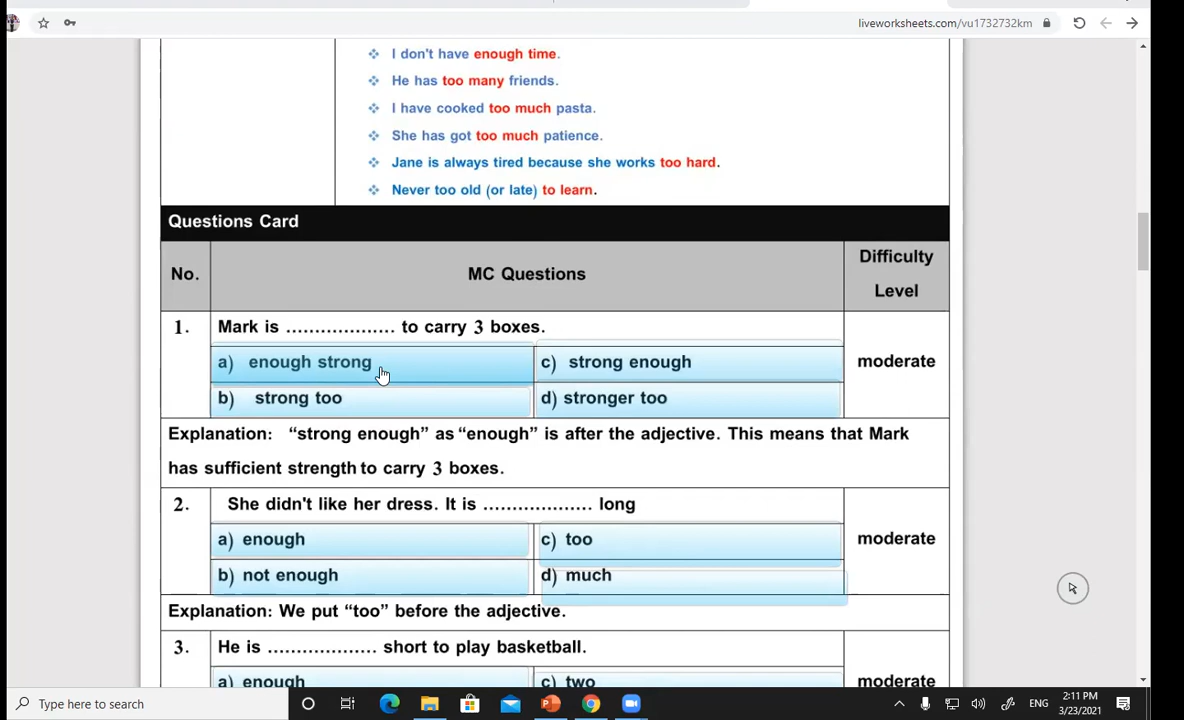 liveworksheets.com/vu1732732km
❖ I don't have enough time.
❖ He has too many friends.
❖ I have cooked too much pasta.
❖ She has got too much patience.
❖ Jane is always tired because she works too hard.
❖ Never too old (or late) to learn.
Questions Card
No. MC Questions Difficulty Level
1. Mark is ................... to carry 3 boxes. moderate
a) enough strong c) strong enough
b) strong too d) stronger too
Explanation: “strong enough” as “enough” is after the adjective. This means that Mark
has sufficient strength to carry 3 boxes.
2. She didn't like her dress. It is ................... long moderate
a) enough c) too
b) not enough d) much
Explanation: We put “too” before the adjective.
3. He is ................... short to play basketball. moderate
a) enough c) two
Type here to search
ENG
2:11 PM
3/23/2021